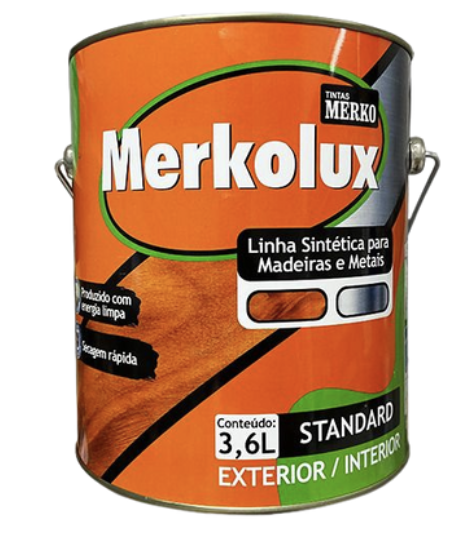 TINTAS
MERKO
Merkolux
Linha Sintética para
Madeiras e Metais
Produzido com
energia limpa
Secagem rápida
Conteúdo:
3,6L
STANDARD
EXTERIOR / INTERIOR